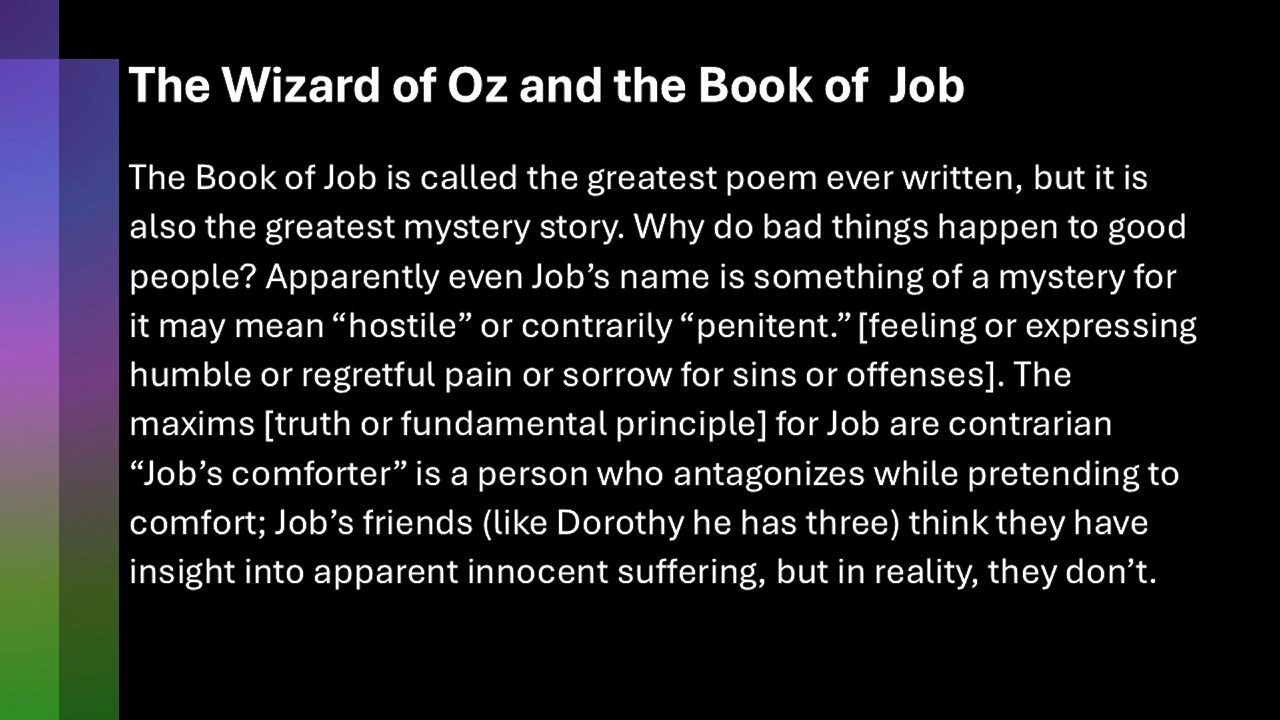 The Wizard of Oz and the Book of  Job
The Book of Job is called the greatest poem ever written, but it is
also the greatest mystery story. Why do bad things happen to good
people? Apparently even Job’s name is something of a mystery for
it may mean “hostile” or contrarily “penitent.” [feeling or expressing
humble or regretful pain or sorrow for sins or offenses]. The
maxims [truth or fundamental principle] for Job are contrarian
“Job’s comforter” is a person who antagonizes while pretending to
comfort; Job’s friends (like Dorothy he has three) think they have
insight into apparent innocent suffering, but in reality, they don’t.